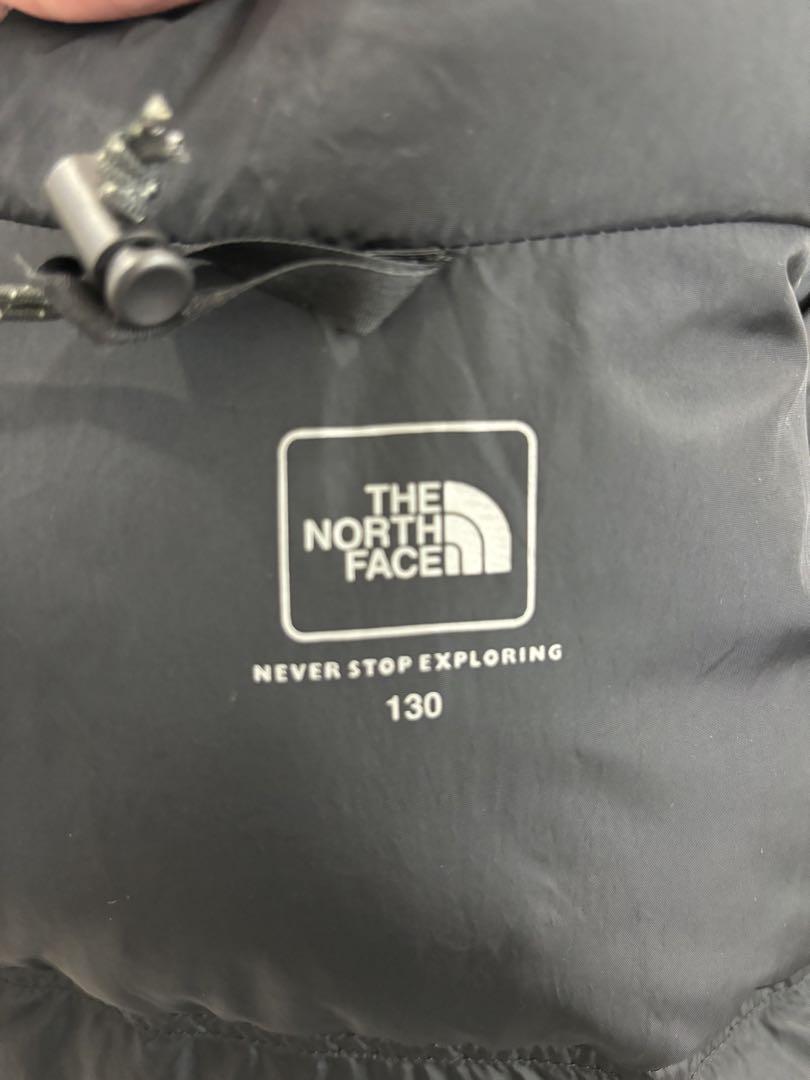 THE
NORTH
FACE
NEVER STOP EXPLORING
130